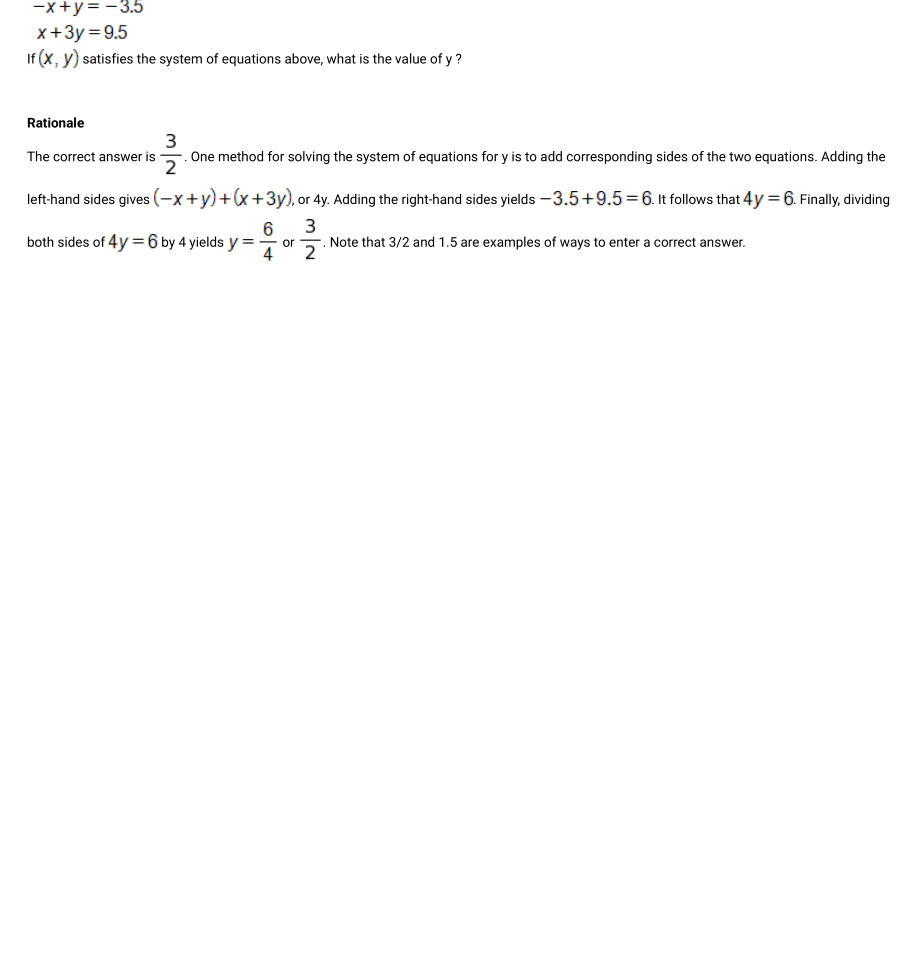 −x+y=−3.5
x+3y=9.5
If (x, y) satisfies the system of equations above, what is the value of y ?
Rationale
The correct answer is 3/2. One method for solving the system of equations for y is to add corresponding sides of the two equations. Adding the
left-hand sides gives (−x+y)+(x+3y), or 4y. Adding the right-hand sides yields −3.5+9.5=6. It follows that 4y=6. Finally, dividing
both sides of 4y=6 by 4 yields y=6/4 or 3/2. Note that 3/2 and 1.5 are examples of ways to enter a correct answer.